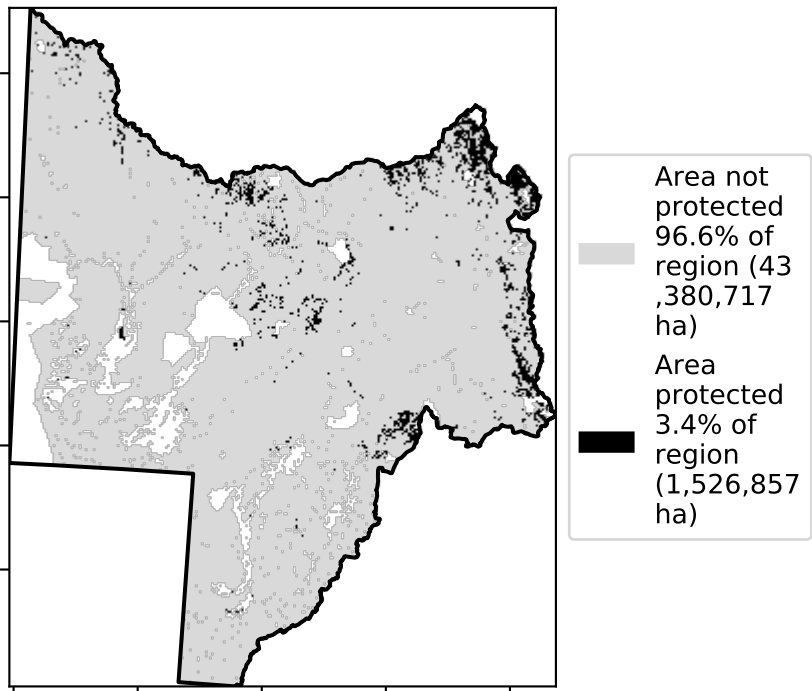 Area not
protected
96.6% of
region (43
,380,717
ha)
Area
protected
3.4% of
region
(1,526,857
ha)